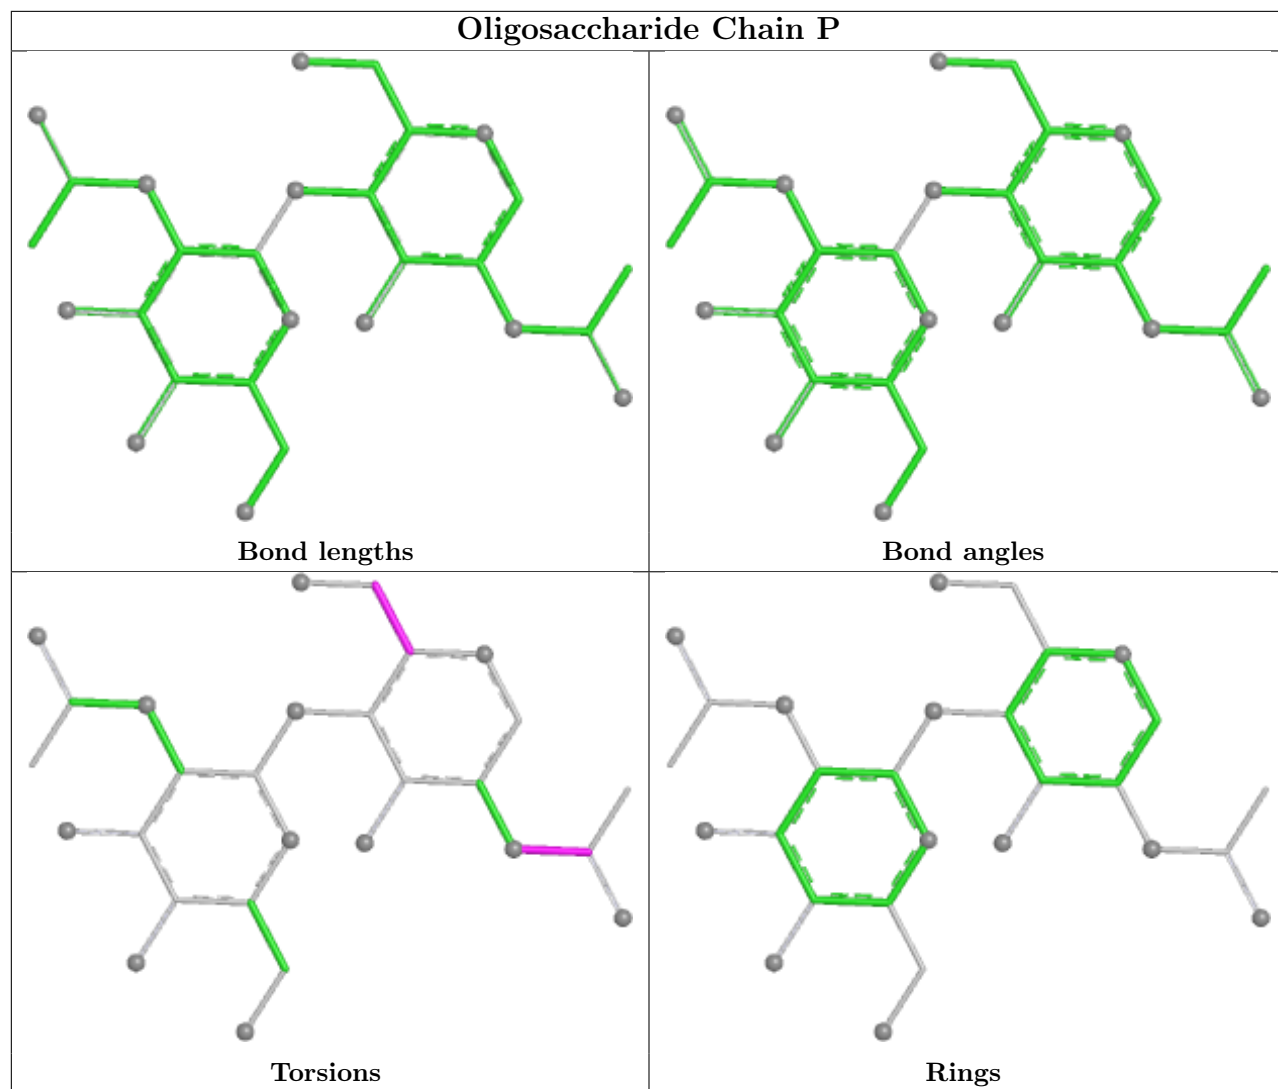 Oligosaccharide Chain P
Bond lengths
Bond angles
Torsions
Rings